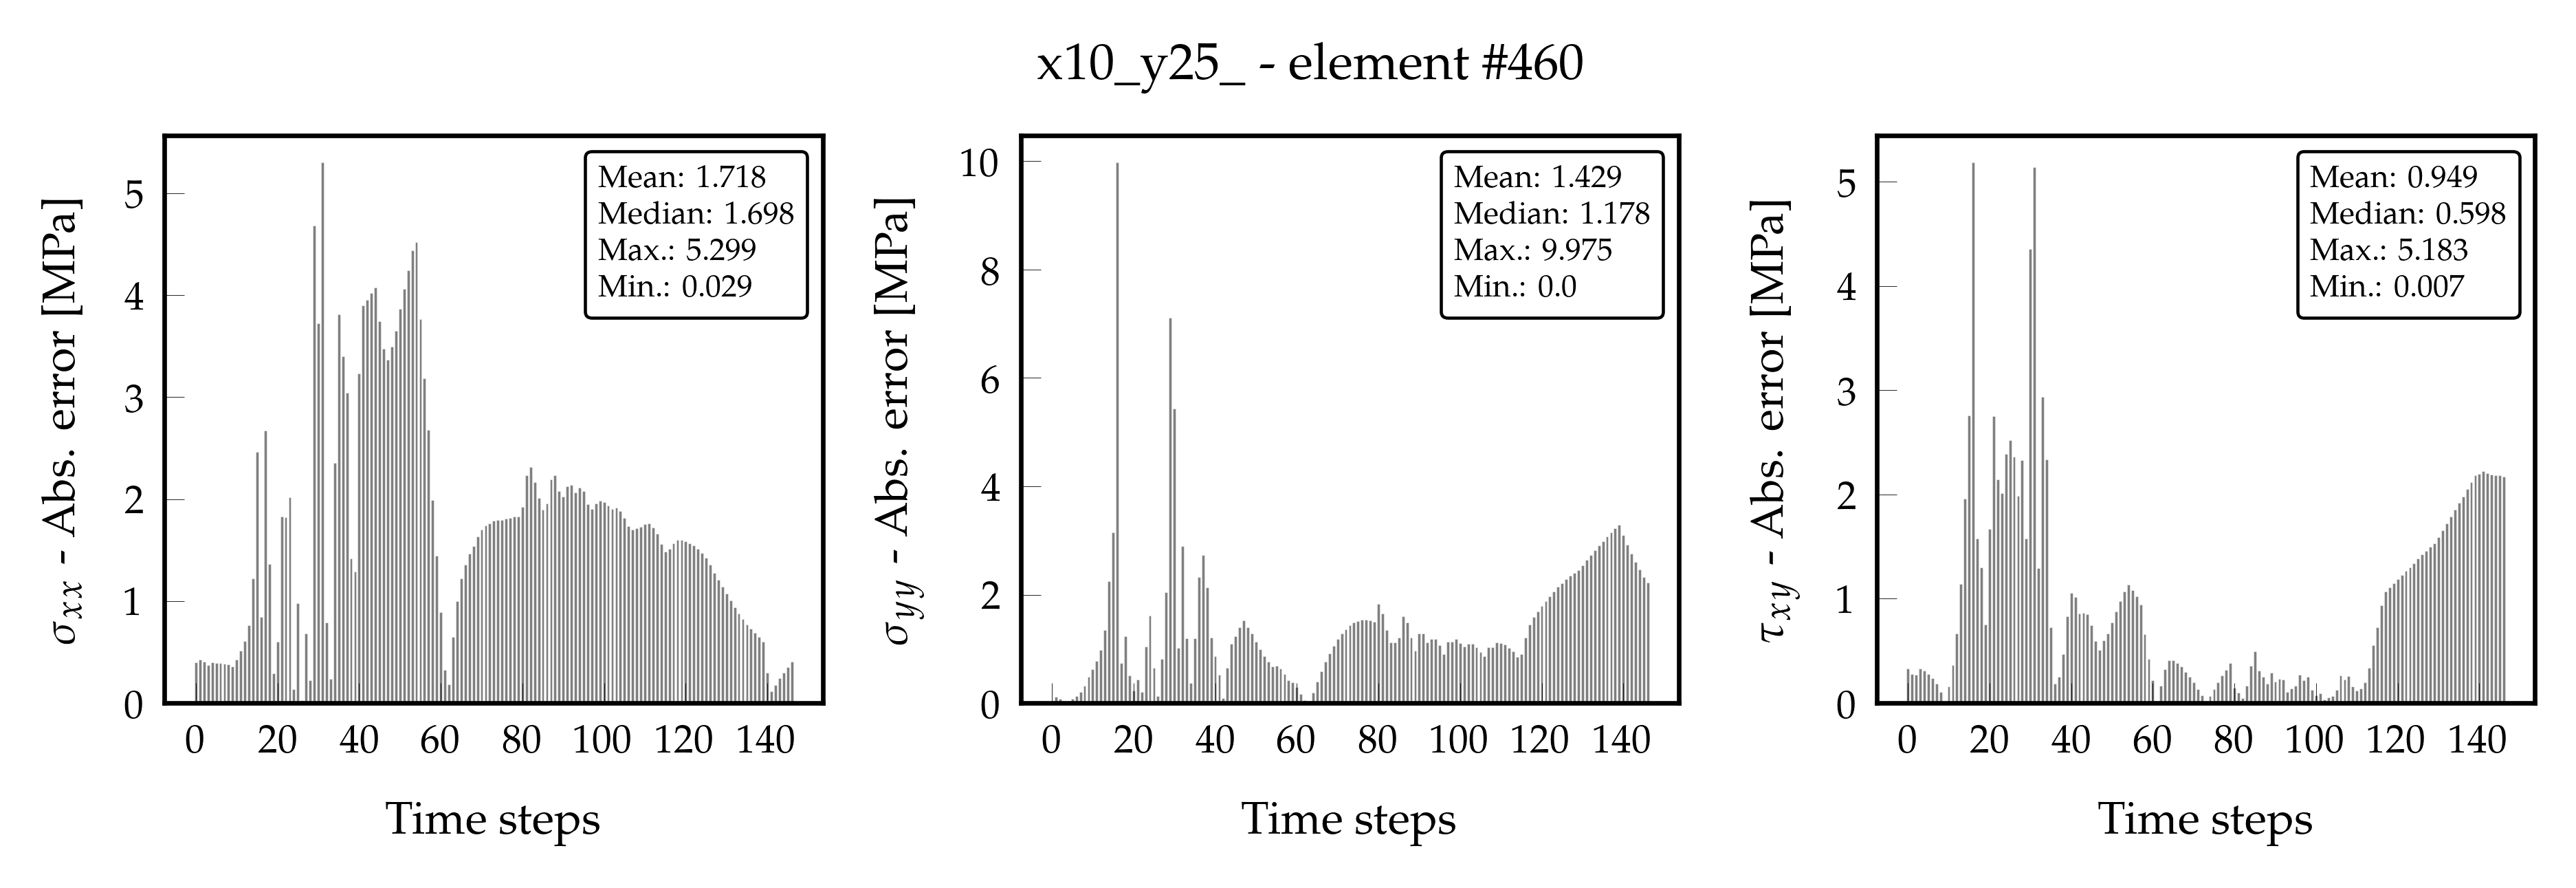 x10_y25_ - element #460
σxx - Abs. error [MPa]
5
4
3
2
1
0
Mean: 1.718
Median: 1.698
Max.: 5.299
Min.: 0.029
0 20 40 60 80 100 120 140
Time steps
σyy - Abs. error [MPa]
10
8
6
4
2
0
Mean: 1.429
Median: 1.178
Max.: 9.975
Min.: 0.0
0 20 40 60 80 100 120 140
Time steps
τxy - Abs. error [MPa]
5
4
3
2
1
0
Mean: 0.949
Median: 0.598
Max.: 5.183
Min.: 0.007
0 20 40 60 80 100 120 140
Time steps